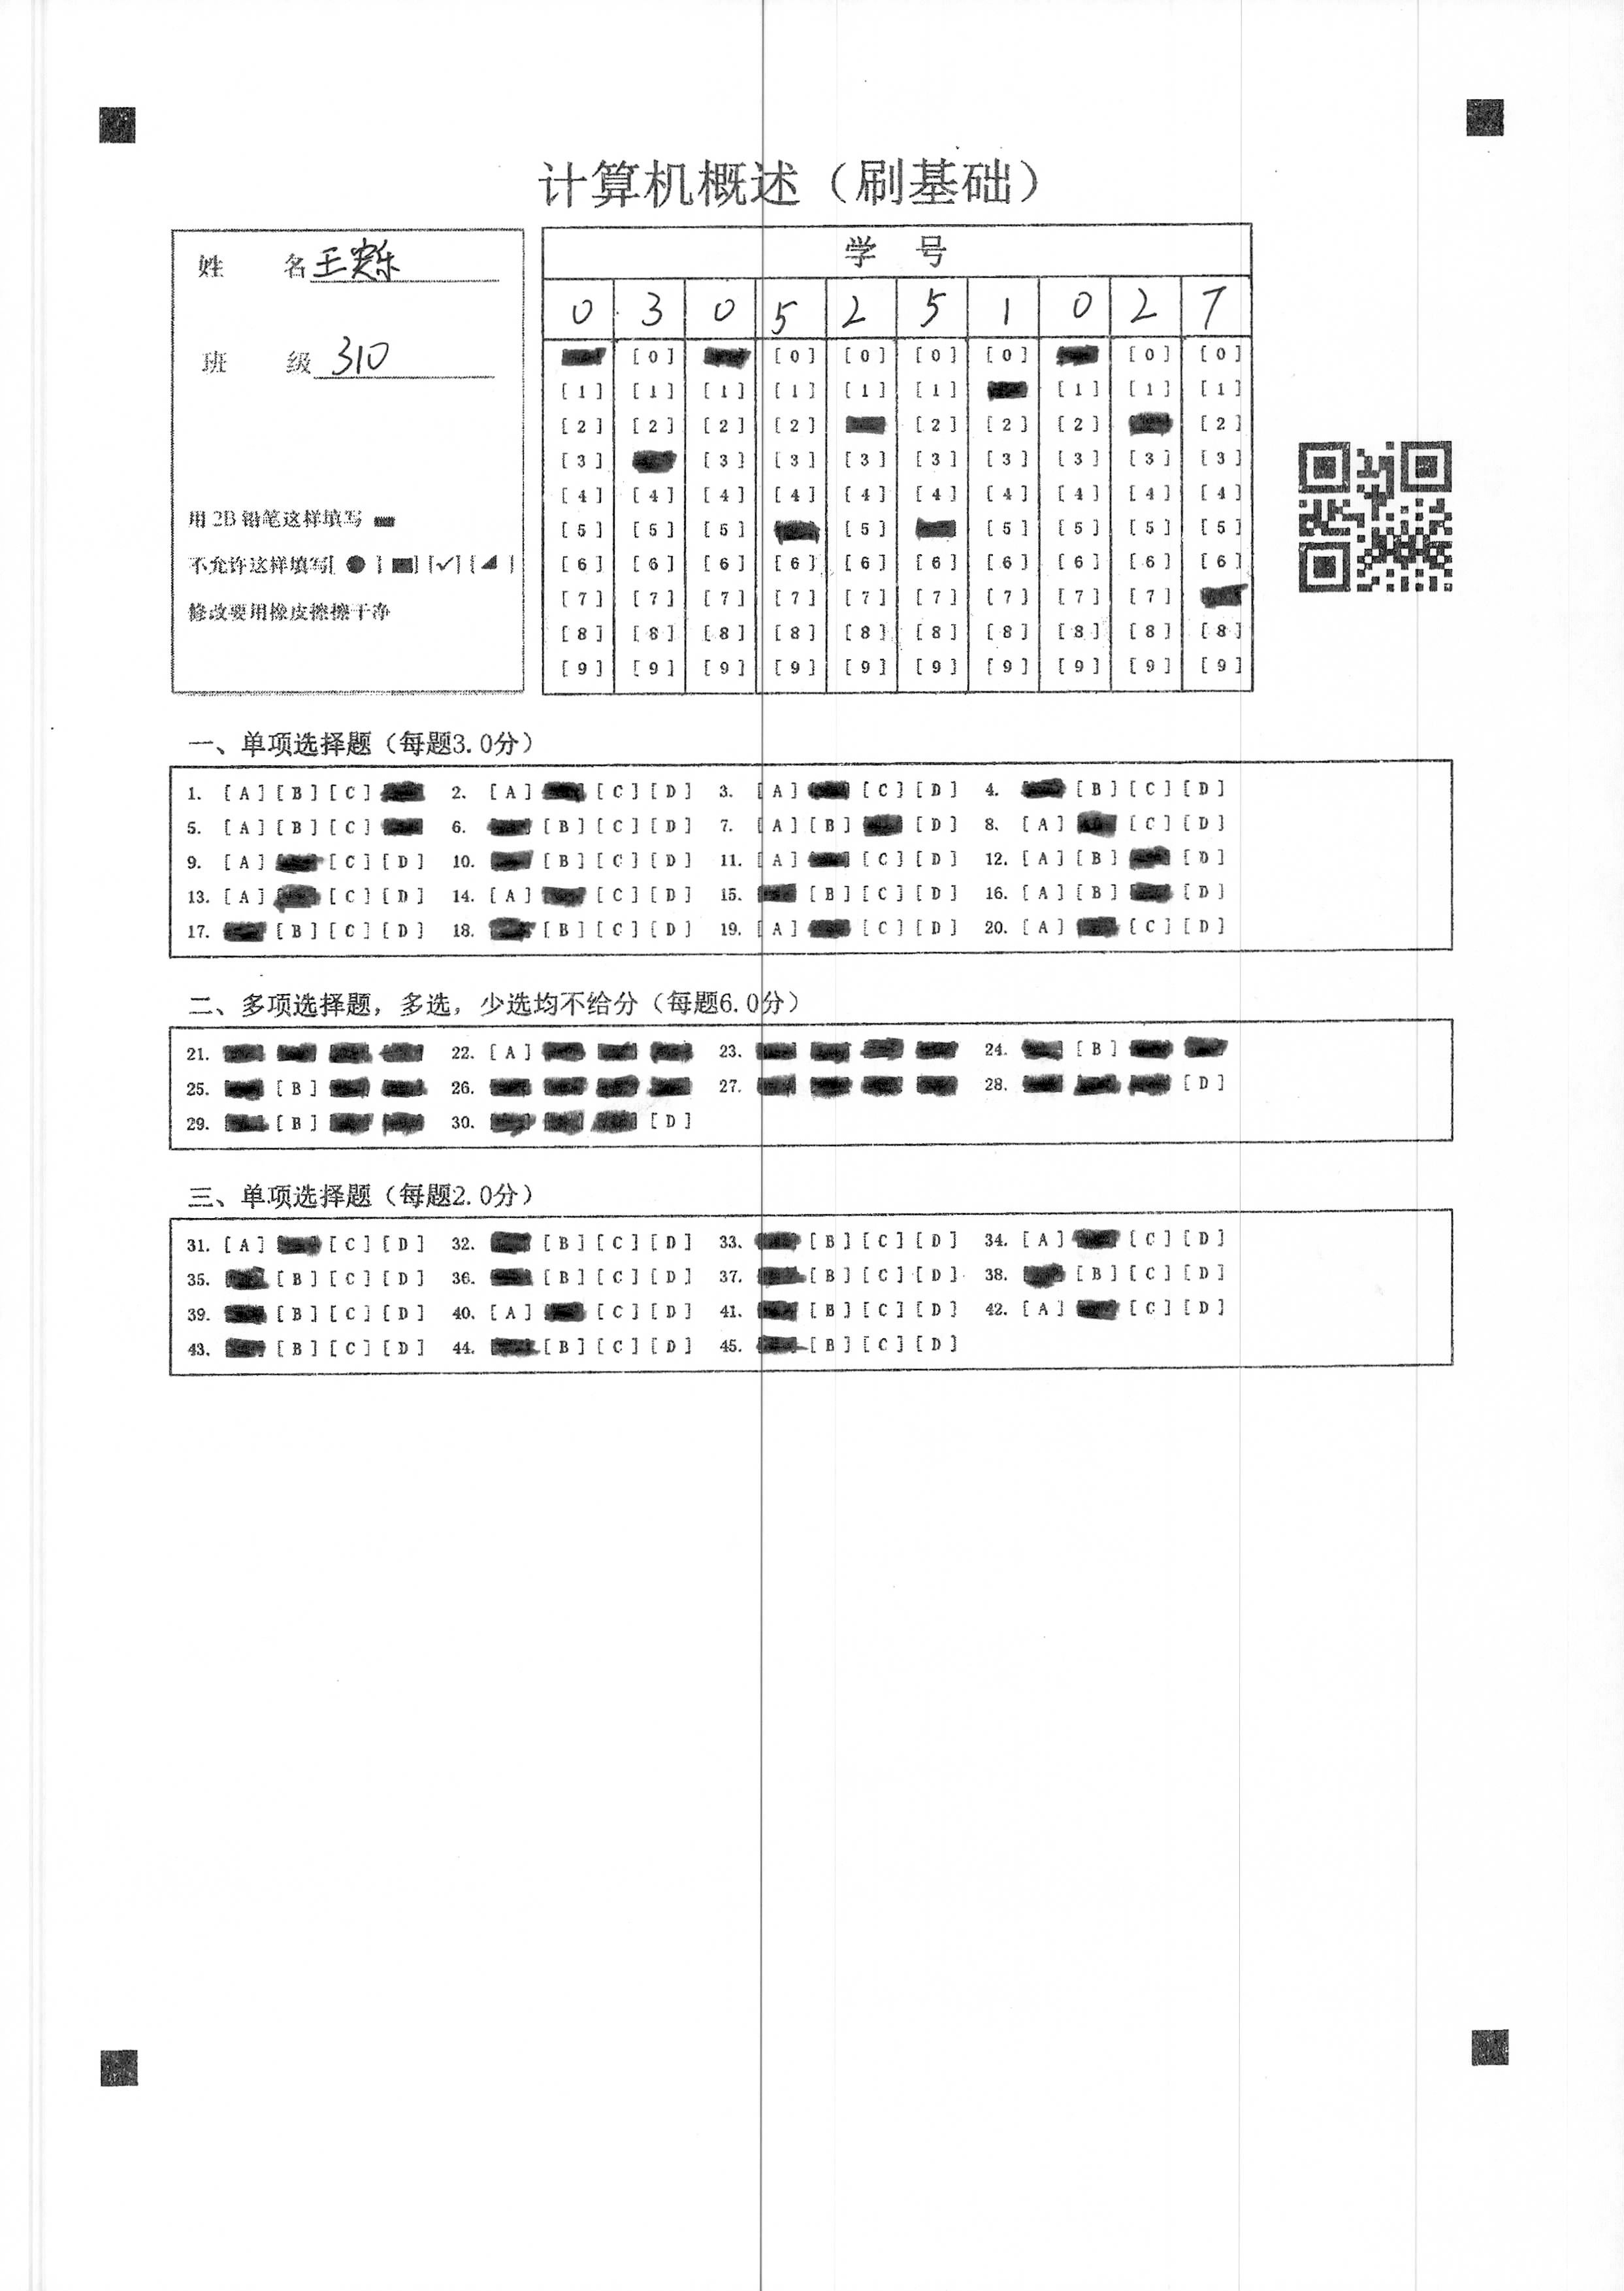 计算机概述（刷基础）
姓 名 王
班 级 310
用 2B 铅笔这样填写
不允许这样填写[ ● ] [■] [✓] [◢ ]
修改要用橡皮擦擦干净
学 号
0 3 0 5 2 5 1 0 2 7
[0] [0] [0] [0] [0] [0] [0]
[1] [1] [1] [1] [1] [1] [1] [1] [1]
[2] [2] [2] [2] [2] [2] [2] [2]
[3] [3] [3] [3] [3] [3] [3] [3] [3]
[4] [4] [4] [4] [4] [4] [4] [4] [4] [4]
[5] [5] [5] [5] [5] [5] [5] [5]
[6] [6] [6] [6] [6] [6] [6] [6] [6] [6]
[7] [7] [7] [7] [7] [7] [7] [7] [7]
[8] [8] [8] [8] [8] [8] [8] [8] [8] [8]
[9] [9] [9] [9] [9] [9] [9] [9] [9] [9]
一、单项选择题（每题3.0分）
1. [A] [B] [C] 2. [A] [C] [D] 3. [A] [C] [D] 4. [B] [C] [D]
5. [A] [B] [C] 6. [B] [C] [D] 7. [A] [B] [D] 8. [A] [C] [D]
9. [A] [C] [D] 10. [B] [C] [D] 11. [A] [C] [D] 12. [A] [B] [D]
13. [A] [C] [D] 14. [A] [C] [D] 15. [B] [C] [D] 16. [A] [B] [D]
17. [B] [C] [D] 18. [B] [C] [D] 19. [A] [C] [D] 20. [A] [C] [D]
二、多项选择题，多选，少选均不给分（每题6.0分）
21. 22. [A] 23. 24. [B]
25. [B] 26. 27. 28. [D]
29. [B] 30. [D]
三、单项选择题（每题2.0分）
31. [A] [C] [D] 32. [B] [C] [D] 33. [B] [C] [D] 34. [A] [C] [D]
35. [B] [C] [D] 36. [B] [C] [D] 37. [B] [C] [D] 38. [B] [C] [D]
39. [B] [C] [D] 40. [A] [C] [D] 41. [B] [C] [D] 42. [A] [C] [D]
43. [B] [C] [D] 44. [B] [C] [D] 45. [B] [C] [D]